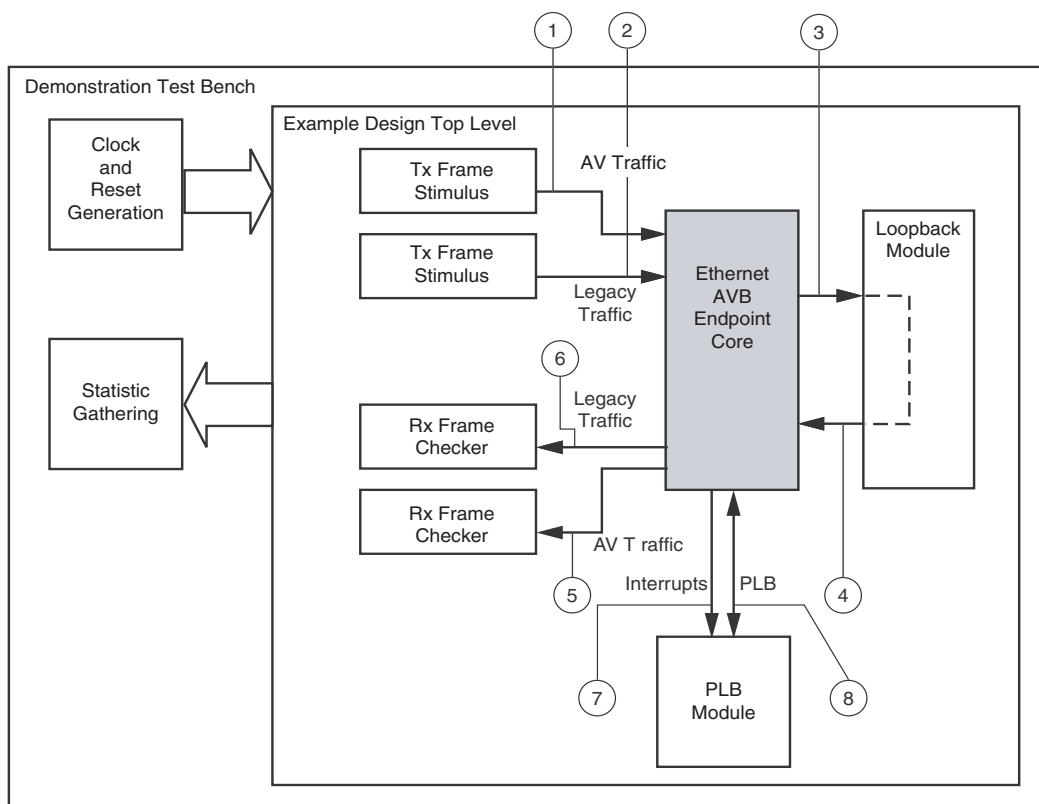 1
2
3
Demonstration Test Bench
Clock
and
Reset
Generation
Example Design Top Level
Tx Frame
Stimulus
AV Traffic
Tx Frame
Stimulus
Legacy
Traffic
Ethernet
AVB
Endpoint
Core
Loopback
Module
Statistic
Gathering
6
Legacy
Traffic
Rx Frame
Checker
Rx Frame
Checker
AV T raffic
5
Interrupts
PLB
4
7
PLB
Module
8